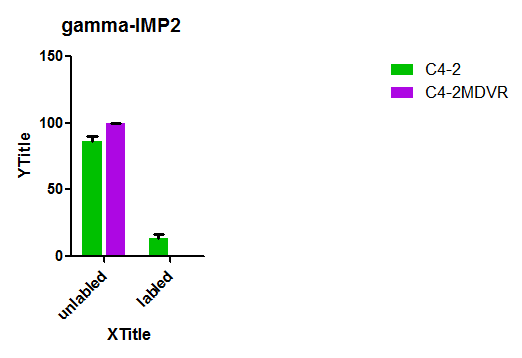 gamma-IMP2
150
100
50
0
YTitle
unlabled
labled
XTitle
C4-2
C4-2MDVR